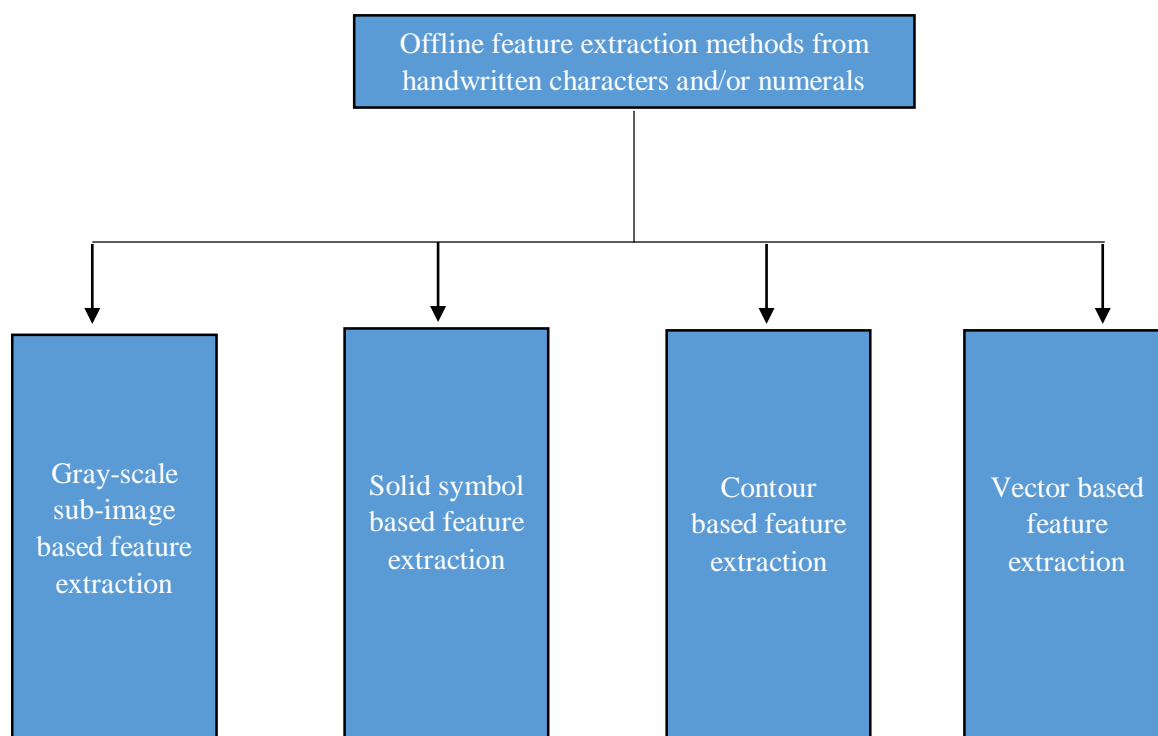 Offline feature extraction methods from
handwritten characters and/or numerals
Gray-scale
sub-image
based feature
extraction
Solid symbol
based feature
extraction
Contour
based feature
extraction
Vector based
feature
extraction